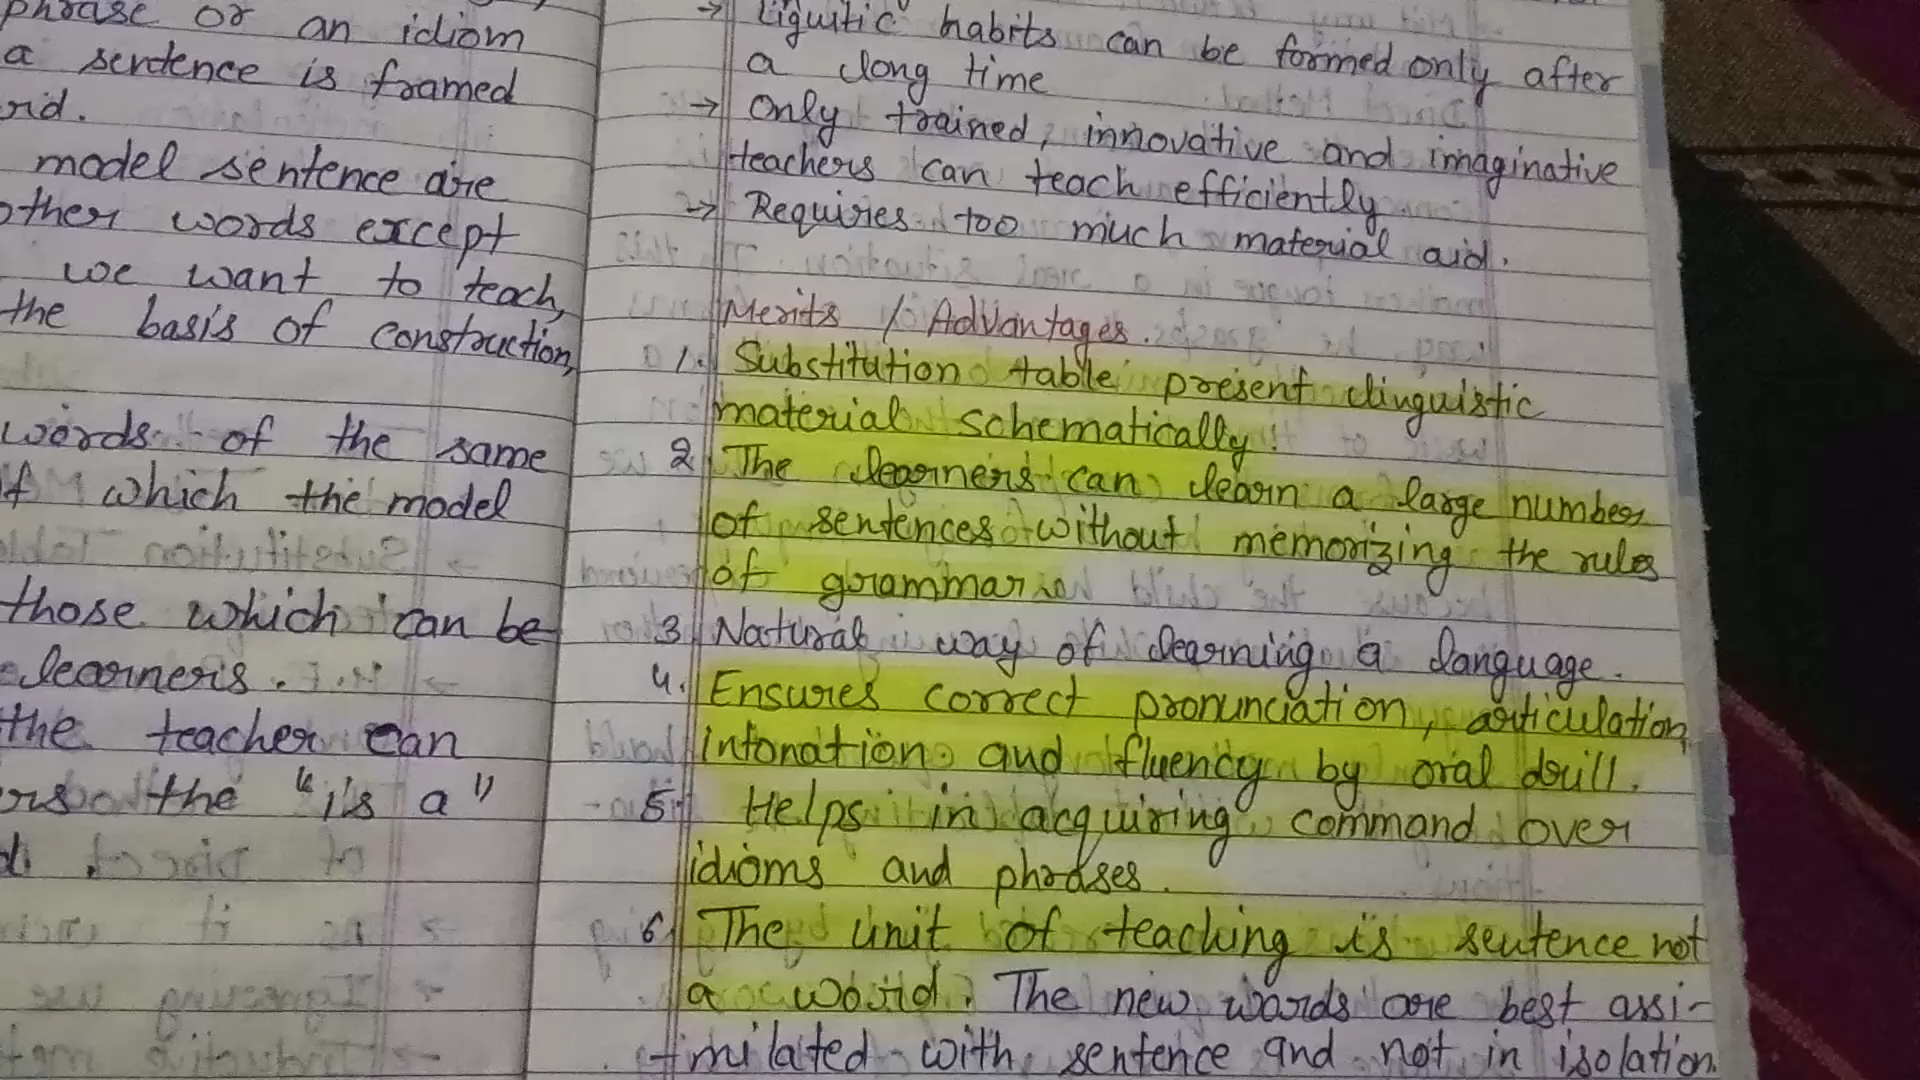 phrase or an idiom
a sentence is framed
rid.
model sentence are
other words except
we want to teach,
the basis of construction,
words of the same
f which the model
those which can be
learners.
the teacher can
rs the "is a"
→ Liguitic habits can be formed only after
a long time
→ Only trained, innovative and imaginative
teachers can teach efficiently
→ Requires too much material aid.
Merits / Advantages.
1. Substitution table present linguistic
material schematically.
2. The learners can learn a large number
of sentences without memorizing the rules
of grammar
3 Natural way of learning a language.
4. Ensures correct pronunciation, articulation,
intonation and fluency by oral drill.
5. Helps in acquiring command over
idioms and phrases.
6. The unit of teaching is sentence not
a word. The new words are best assi-
milated with sentence and not in isolation.